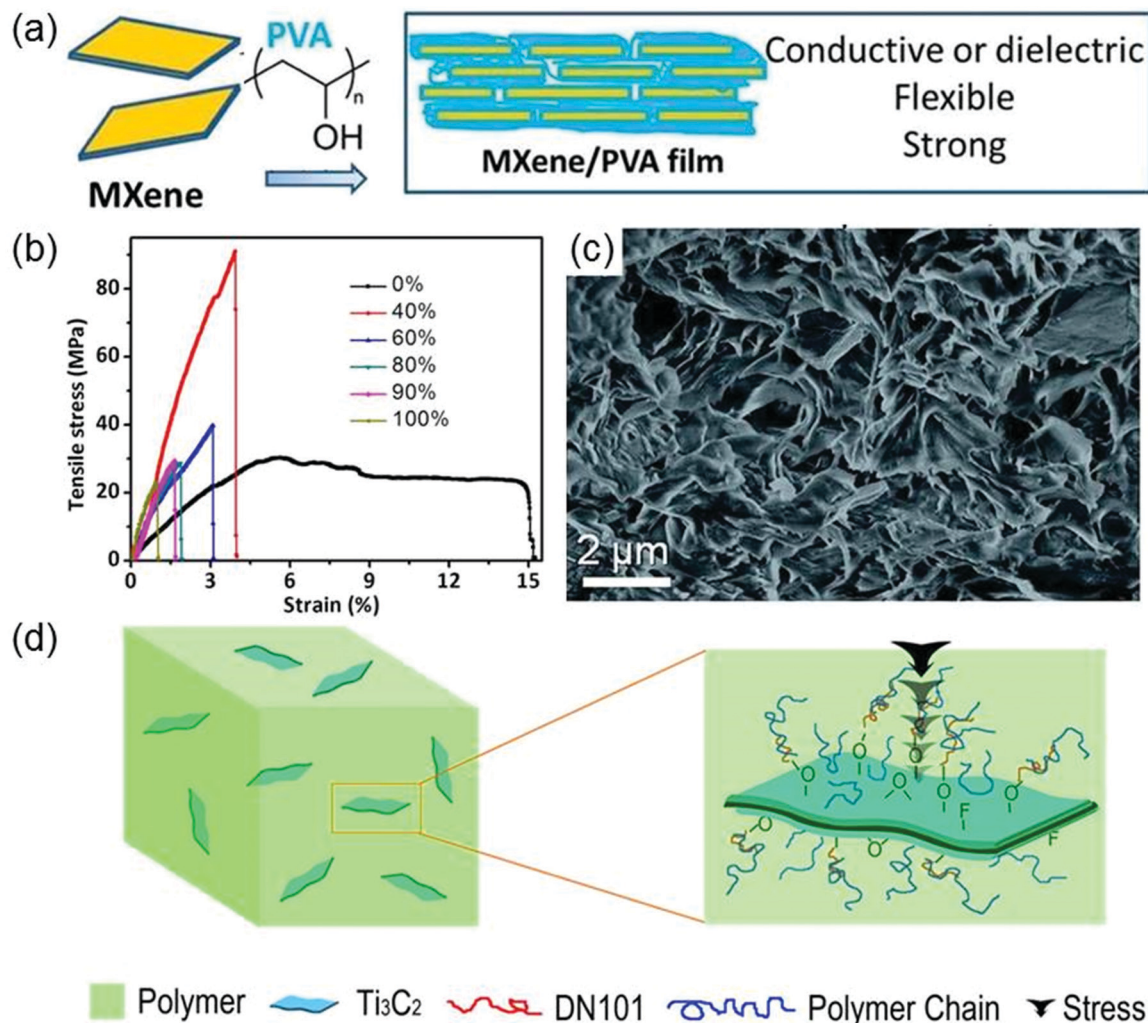 (a)
PVA
n
OH
MXene
MXene/PVA film
Conductive or dielectric
Flexible
Strong
(b)
Tensile stress (MPa)
80
60
40
20
0
0%
40%
60%
80%
90%
100%
0 3 6 9 12 15
Strain (%)
(c)
2 μm
(d)
O
O
O
O
O
O
F
O
O
F
Polymer Ti₃C₂ DN101 Polymer Chain Stress